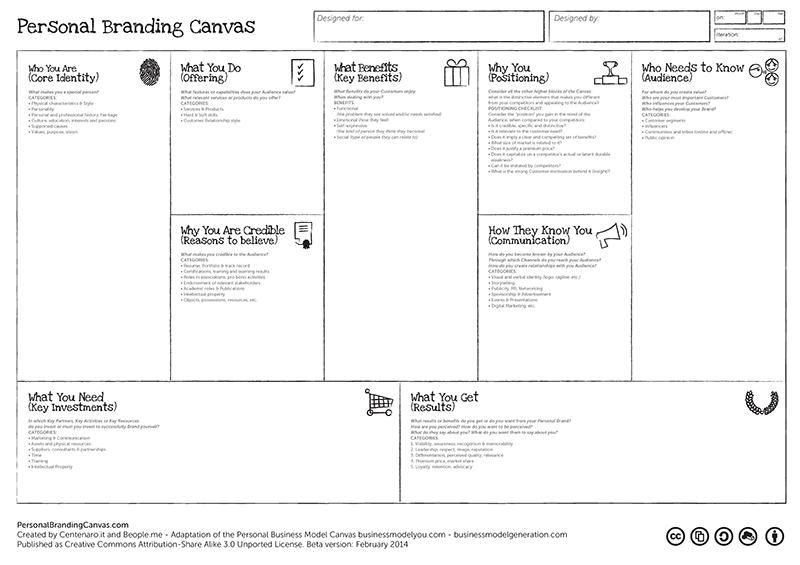 Personal Branding Canvas
Designed for:
Designed by:
on:
iteration:
Who You Are
(Core Identity)
What makes you a special person?
CATEGORIES:
• Physical characteristics & Style
• Personality
• Personal and professional history, heritage
• Culture, education, interests and passions
• Supported causes
• Values, purpose, vision
What You Do
(Offering)
What features or capabilities does your Audience value?
What relevant services or products do you offer?
CATEGORIES:
• Services & Products
• Hard & Soft skills
• Customer Relationship style
Why You Are Credible
(Reasons to believe)
What makes you credible to the Audience?
CATEGORIES:
• Resume, Portfolio & track record
• Certifications, training and learning results
• Roles in associations, pro bono activities
• Endorsement of relevant stakeholders
• Academic roles & Publications
• Intellectual property
• Objects, possessions, resources, etc.
What Benefits
(Key Benefits)
What Benefits do your Customers enjoy
When dealing with you?
BENEFITS:
• Functional
(the problem they see solved and/or needs satisfied)
• Emotional (how they feel)
• Self-expressive
(the kind of person they think they become)
• Social (type of people they can relate to)
Why You
(Positioning)
Consider all the other higher blocks of the Canvas:
what is the distinctive element that makes you different
from your competitors and appealing to the Audience?
POSITIONING CHECKLIST:
Consider the "position" you gain in the mind of the
Audience, when compared to your competitors
• Is it credible, specific and distinctive?
• Is it relevant to the customer need?
• Does it imply a clear and compelling set of benefits?
• What size of market is related to it?
• Does it justify a premium price?
• Does it capitalize on a competitor's actual or latent durable
weakness?
• Can it be imitated by competitors?
• What is the strong Customer motivation behind it (insight)?
How They Know You
(Communication)
How do you become known by your Audience?
Through which Channels do you reach your Audience?
How do you create relationships with you Audience?
CATEGORIES:
• Visual and verbal identity (logo, tagline, etc.)
• Storytelling
• Publicity, PR, Networking
• Sponsorship & Advertisement
• Events & Presentations
• Digital Marketing, etc.
Who Needs to Know
(Audience)
For whom do you create value?
Who are your most important Customers?
Who influences your Customers?
Who helps you develop your Brand?
CATEGORIES:
• Customer segments
• Influencers
• Communities and tribes (online and offline)
• Public opinion
What You Need
(Key Investments)
In which Key Partners, Key Activities or Key Resources
do you invest or must you invest to successfully Brand yourself?
CATEGORIES:
• Marketing & Communication
• Assets and physical resources
• Suppliers, consultants & partnerships
• Time
• Training
• Intellectual Property
What You Get
(Results)
What results or benefits do you get or do you want from your Personal Brand?
How are you perceived? How do you want to be perceived?
What do they say about you? What do you want them to say about you?
CATEGORIES:
1. Visibility, awareness, recognition & memorability
2. Leadership, respect, image, reputation
3. Differentiation, perceived quality, relevance
4. Premium price, market share
5. Loyalty, retention, advocacy
PersonalBrandingCanvas.com
Created by Centenaro.it and Beople.me - Adaptation of the Personal Business Model Canvas businessmodelyou.com - businessmodelgeneration.com
Published as Creative Commons Attribution-Share Alike 3.0 Unported License. Beta version: February 2014
cc